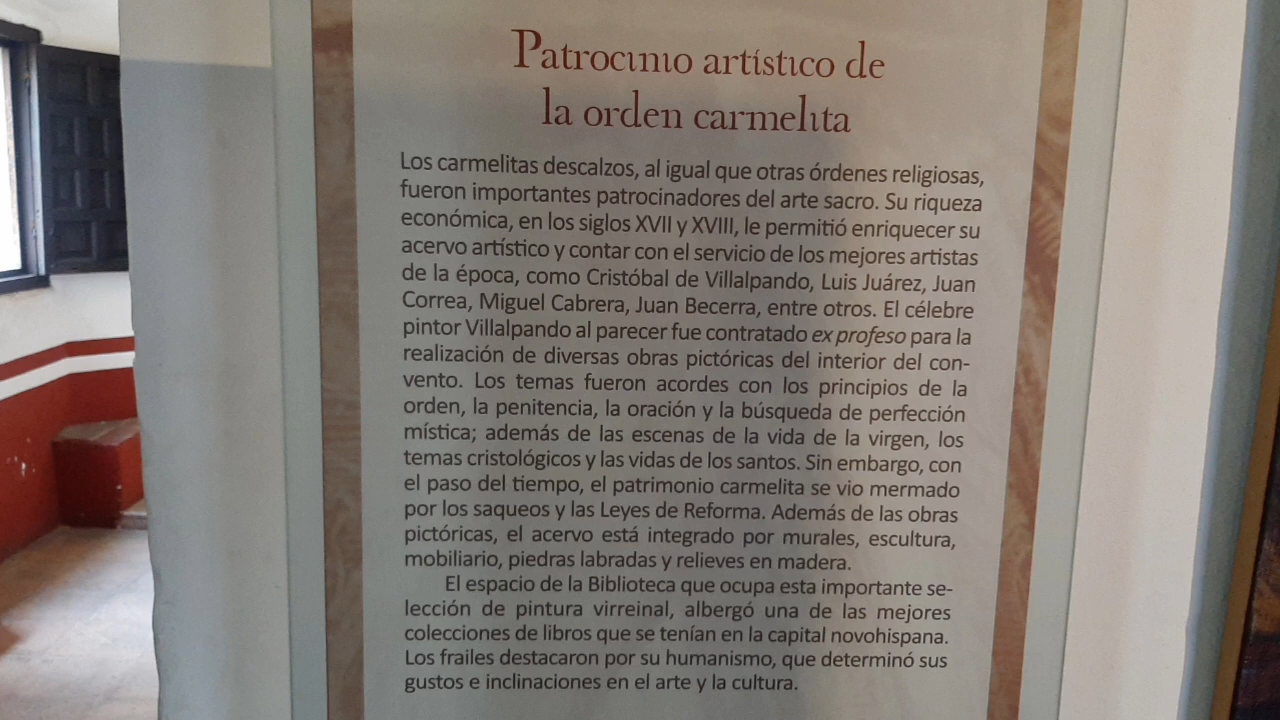 Patrocinio artístico de
la orden carmelita
Los carmelitas descalzos, al igual que otras órdenes religiosas,
fueron importantes patrocinadores del arte sacro. Su riqueza
económica, en los siglos XVII y XVIII, le permitió enriquecer su
acervo artístico y contar con el servicio de los mejores artistas
de la época, como Cristóbal de Villalpando, Luis Juárez, Juan
Correa, Miguel Cabrera, Juan Becerra, entre otros. El célebre
pintor Villalpando al parecer fue contratado ex profeso para la
realización de diversas obras pictóricas del interior del con-
vento. Los temas fueron acordes con los principios de la
orden, la penitencia, la oración y la búsqueda de perfección
mística; además de las escenas de la vida de la virgen, los
temas cristológicos y las vidas de los santos. Sin embargo, con
el paso del tiempo, el patrimonio carmelita se vio mermado
por los saqueos y las Leyes de Reforma. Además de las obras
pictóricas, el acervo está integrado por murales, escultura,
mobiliario, piedras labradas y relieves en madera.
El espacio de la Biblioteca que ocupa esta importante se-
lección de pintura virreinal, albergó una de las mejores
colecciones de libros que se tenían en la capital novohispana.
Los frailes destacaron por su humanismo, que determinó sus
gustos e inclinaciones en el arte y la cultura.